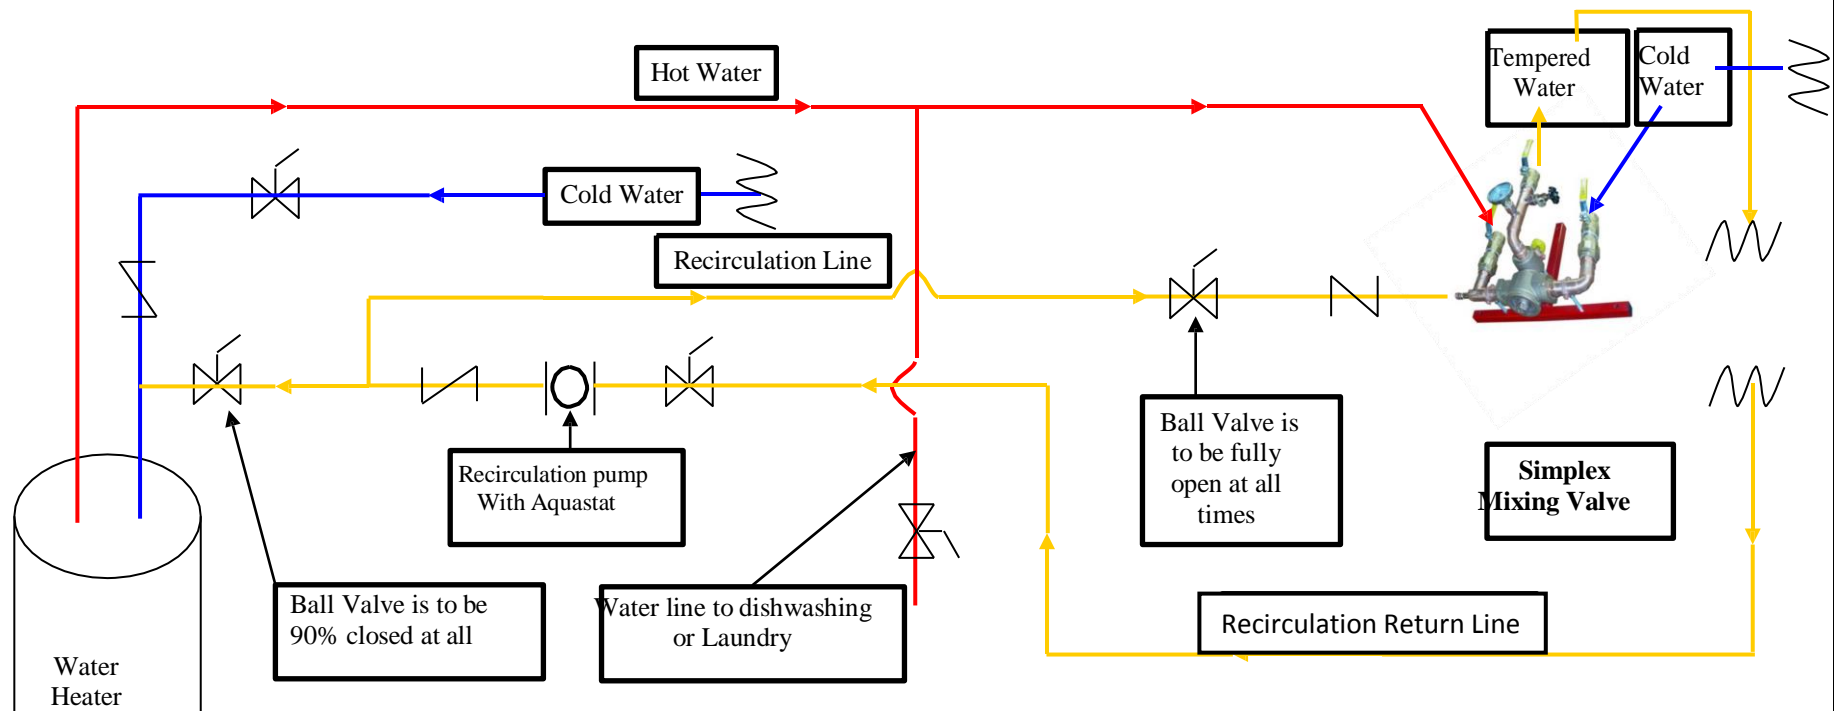 Hot Water
Tempered
Water
Cold
Water
Cold Water
Recirculation Line
Recirculation pump
With Aquastat
Ball Valve is
to be fully
open at all
times
Simplex
Mixing Valve
Ball Valve is to be
90% closed at all
Water line to dishwashing
or Laundry
Recirculation Return Line
Water
Heater